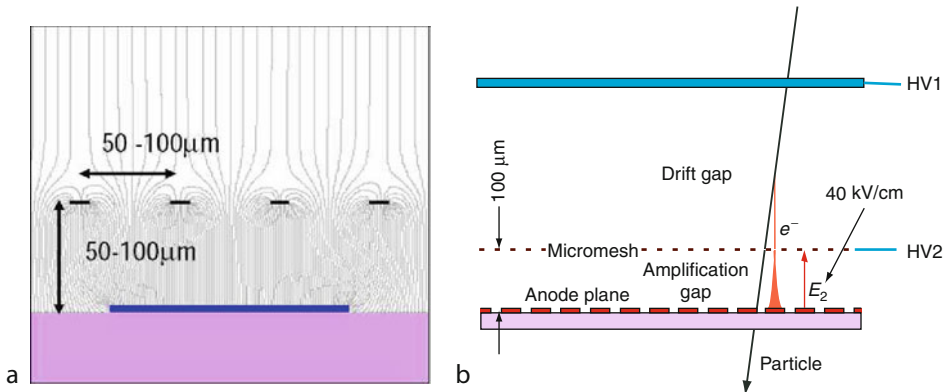 50 -100μm
50-100μm
a
HV1
100 μm
Drift gap
40 kV/cm
e⁻
Micromesh
HV2
Amplification
gap
E₂
Anode plane
Particle
b